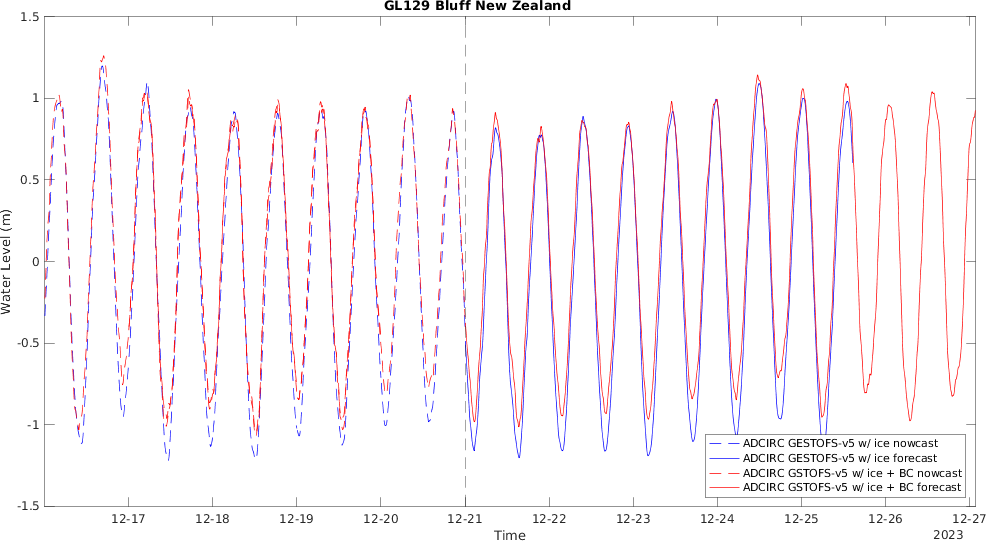 GL129 Bluff New Zealand
1.5
1
0.5
0
-0.5
-1
-1.5
Water Level (m)
12-17
12-18
12-19
12-20
12-21
12-22
12-23
12-24
12-25
12-26
12-27
Time
2023
ADCIRC GESTOFS-v5 w/ ice nowcast
ADCIRC GESTOFS-v5 w/ ice forecast
ADCIRC GSTOFS-v5 w/ ice + BC nowcast
ADCIRC GSTOFS-v5 w/ ice + BC forecast